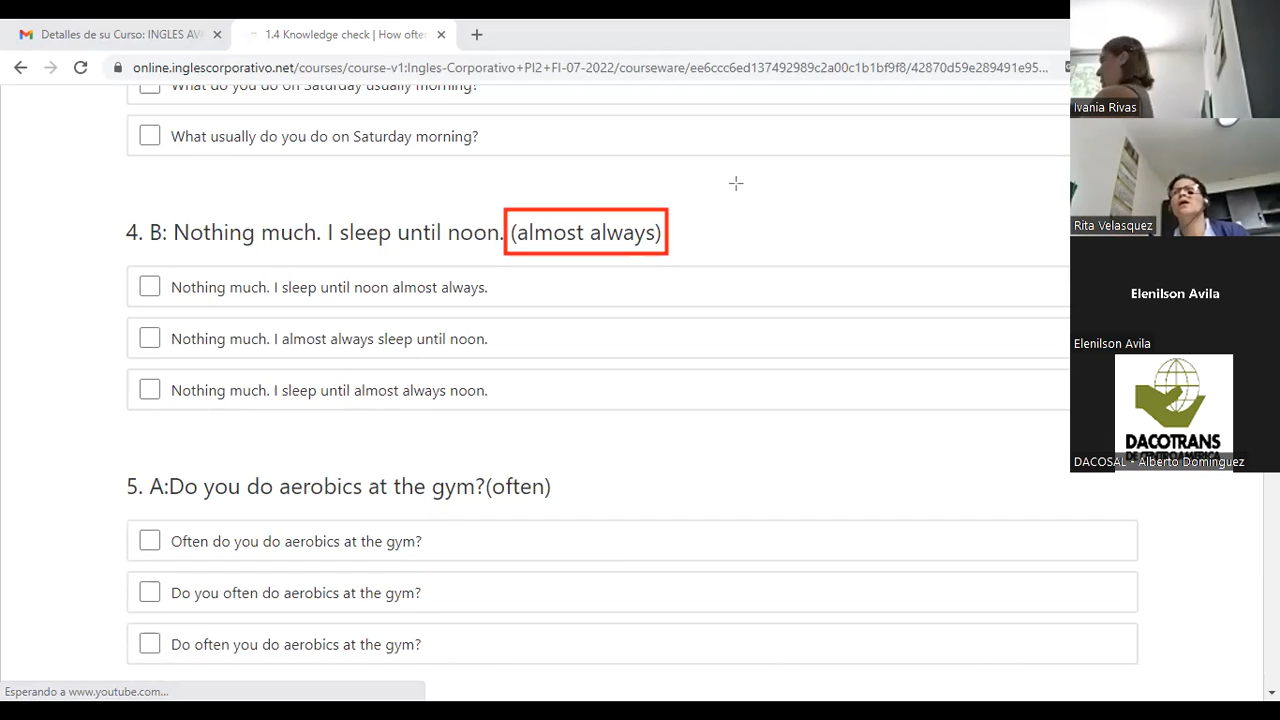 Detalles de su Curso: INGLES AV
1.4 Knowledge check | How ofte
online.inglescorporativo.net/courses/course-v1:Ingles-Corporativo+PI2+FI-07-2022/courseware/ee6ccc6ed137492989c2a00c1b1bf9f8/42870d59e289491e95...
What do you do on Saturday usually morning?
What usually do you do on Saturday morning?
4. B: Nothing much. I sleep until noon. (almost always)
Nothing much. I sleep until noon almost always.
Nothing much. I almost always sleep until noon.
Nothing much. I sleep until almost always noon.
5. A:Do you do aerobics at the gym?(often)
Often do you do aerobics at the gym?
Do you often do aerobics at the gym?
Do often you do aerobics at the gym?
Esperando a www.youtube.com...
Ivania Rivas
Rita Velasquez
Elenilson Avila
Elenilson Avila
DACOTRANS
DE CENTROAMERICA
DACOSAL - Alberto Dominguez